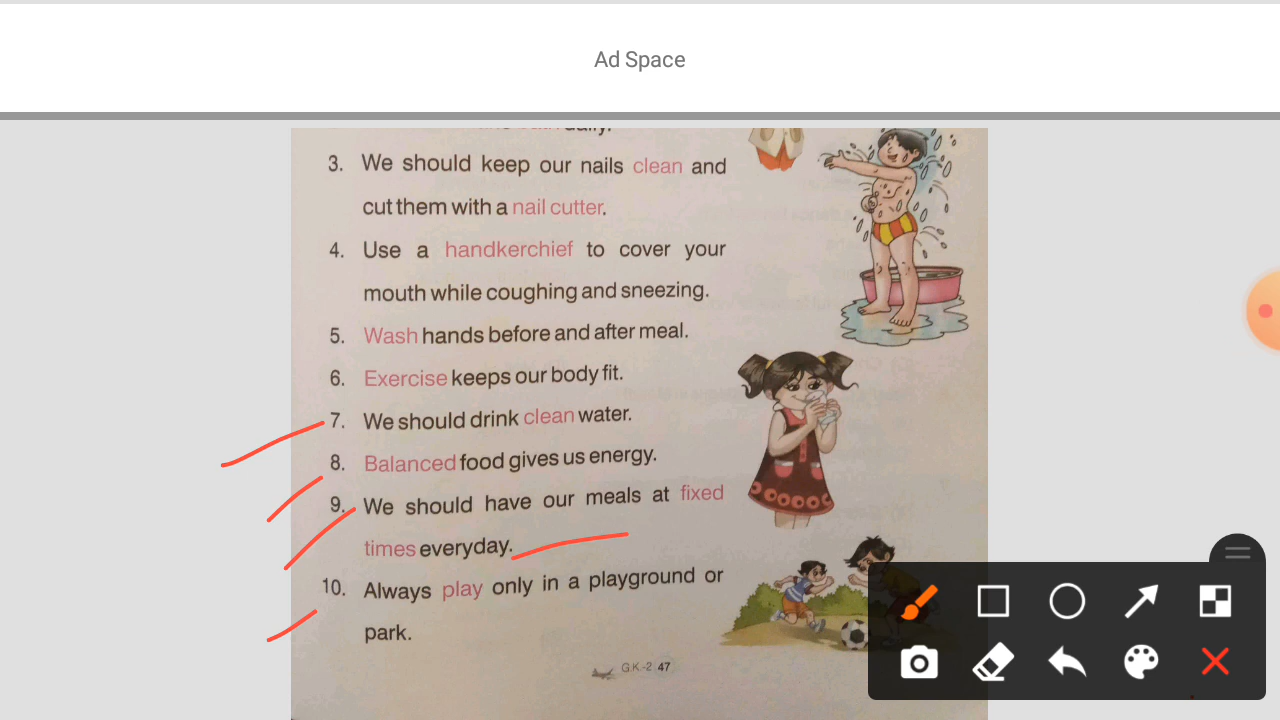 Ad Space
daily.
3. We should keep our nails clean and
cut them with a nail cutter.
4. Use a handkerchief to cover your
mouth while coughing and sneezing.
5. Wash hands before and after meal.
6. Exercise keeps our body fit.
7. We should drink clean water.
8. Balanced food gives us energy.
9. We should have our meals at fixed
times everyday.
10. Always play only in a playground or
park.
G.K.-2 47